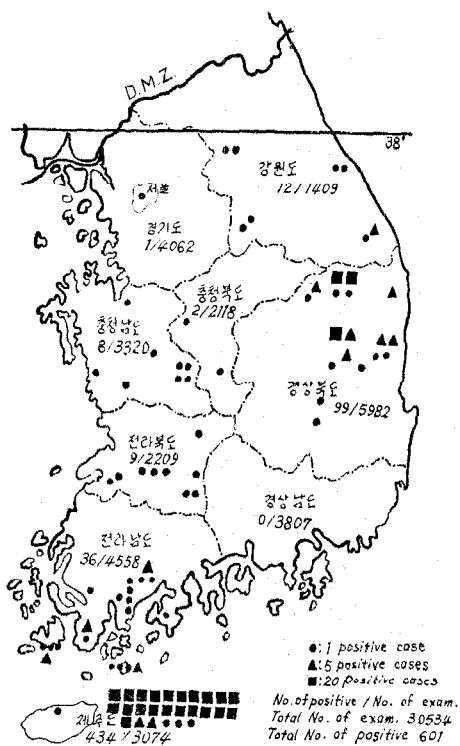 D.M.Z.
38°
강원도
12/1409
경기도
1/4062
충청북도
2/2118
충청남도
8/3320
경상북도
99/5982
전라북도
9/2209
경상남도
0/3807
전라남도
36/4558
제주도
434/3074
●:1 positive case
▲:5 positive cases
■:20 positive cases
No. of positive / No. of exam.
Total No. of exam. 30534
Total No. of positive 601